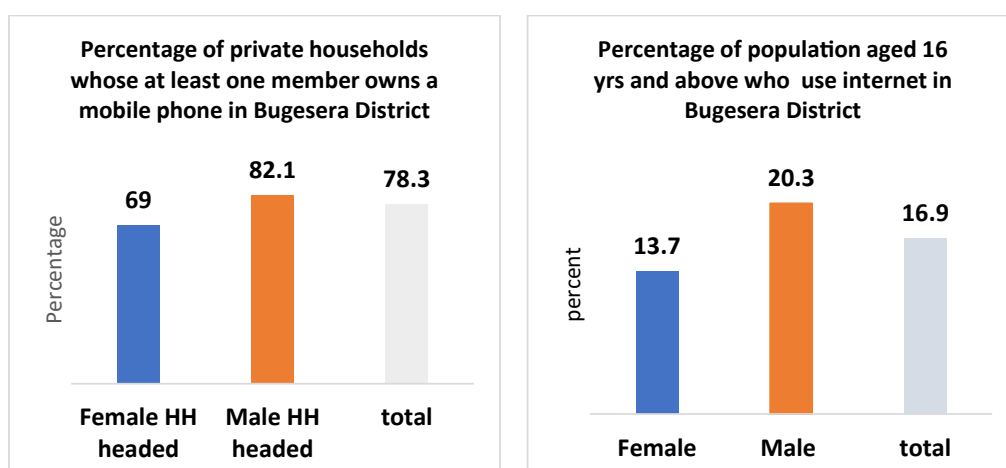 Percentage of private households
whose at least one member owns a
mobile phone in Bugesera District
82.1
78.3
69
Percentage
Female HH
headed
Male HH
headed
total
Percentage of population aged 16
yrs and above who use internet in
Bugesera District
20.3
16.9
13.7
percent
Female
Male
total